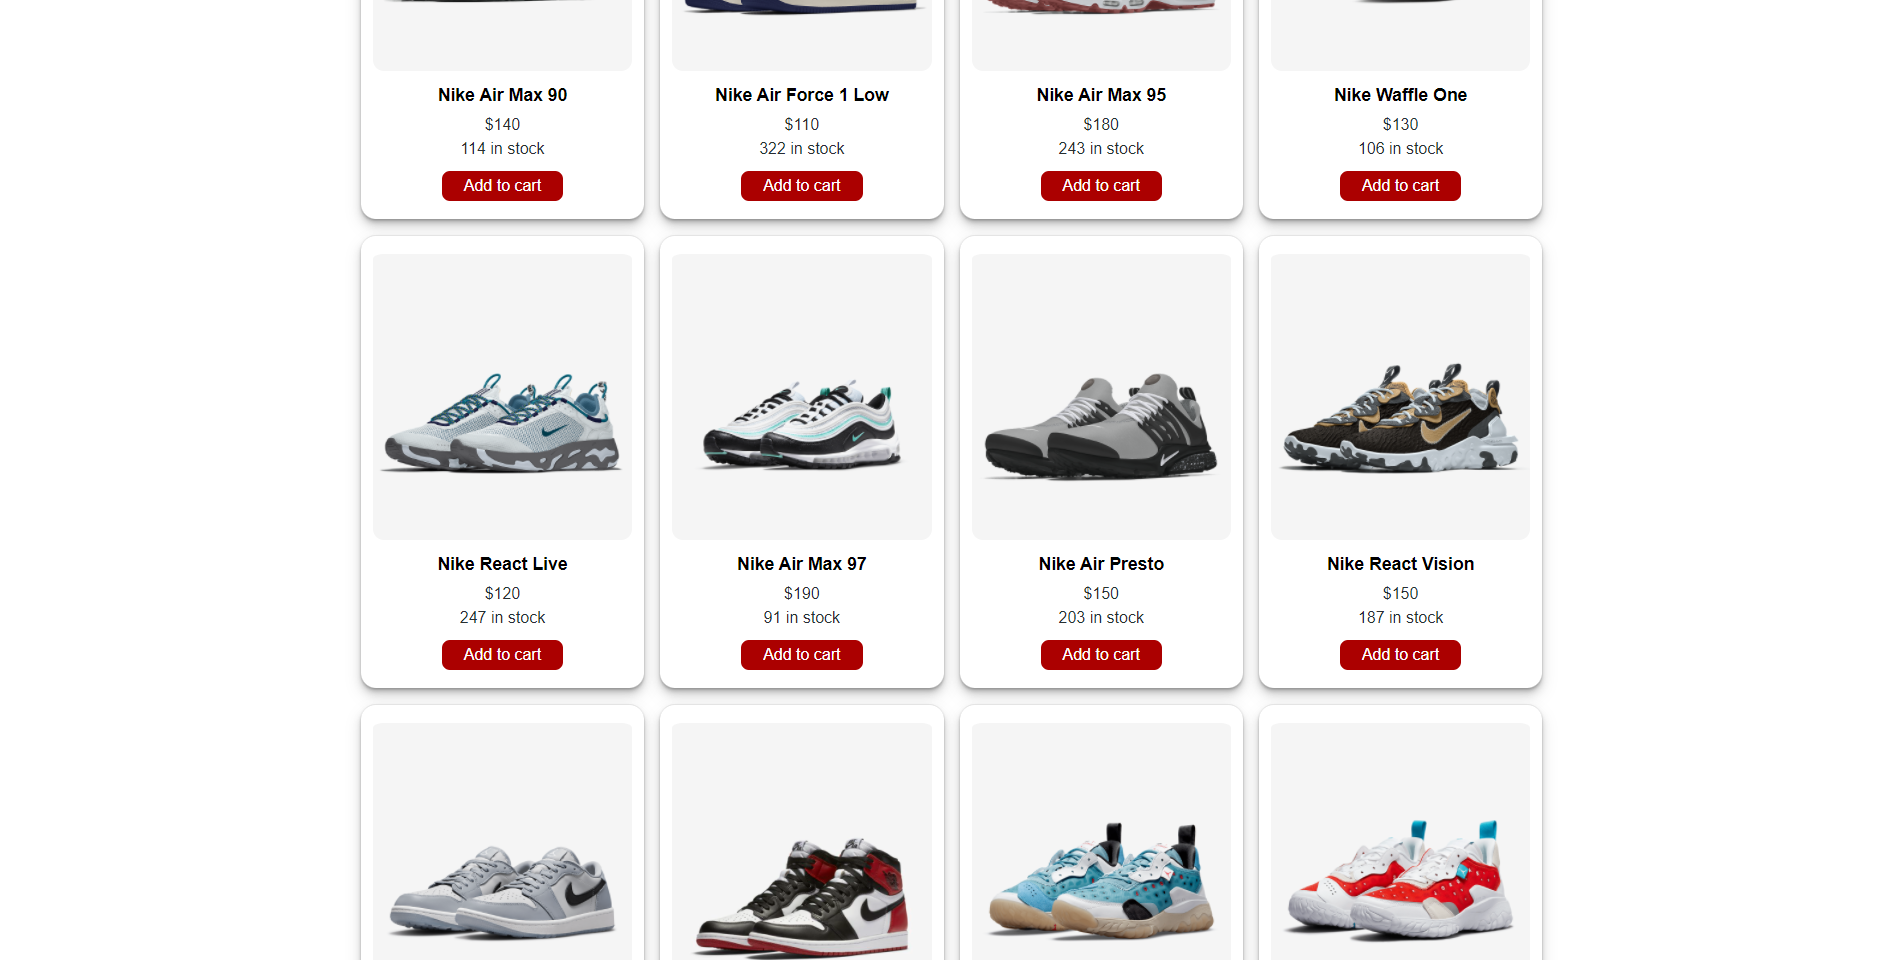 Nike Air Max 90
$140
114 in stock
Add to cart
Nike Air Force 1 Low
$110
322 in stock
Add to cart
Nike Air Max 95
$180
243 in stock
Add to cart
Nike Waffle One
$130
106 in stock
Add to cart
Nike React Live
$120
247 in stock
Add to cart
Nike Air Max 97
$190
91 in stock
Add to cart
Nike Air Presto
$150
203 in stock
Add to cart
Nike React Vision
$150
187 in stock
Add to cart